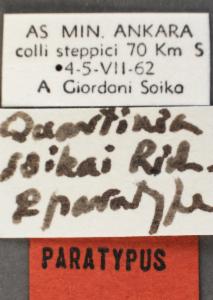 AS MIN. ANKARA
colli steppici 70 Km S
•4-5-VII-62
A Giordani Soika
Quartinia
soikai Rich.
paratype
PARATYPUS